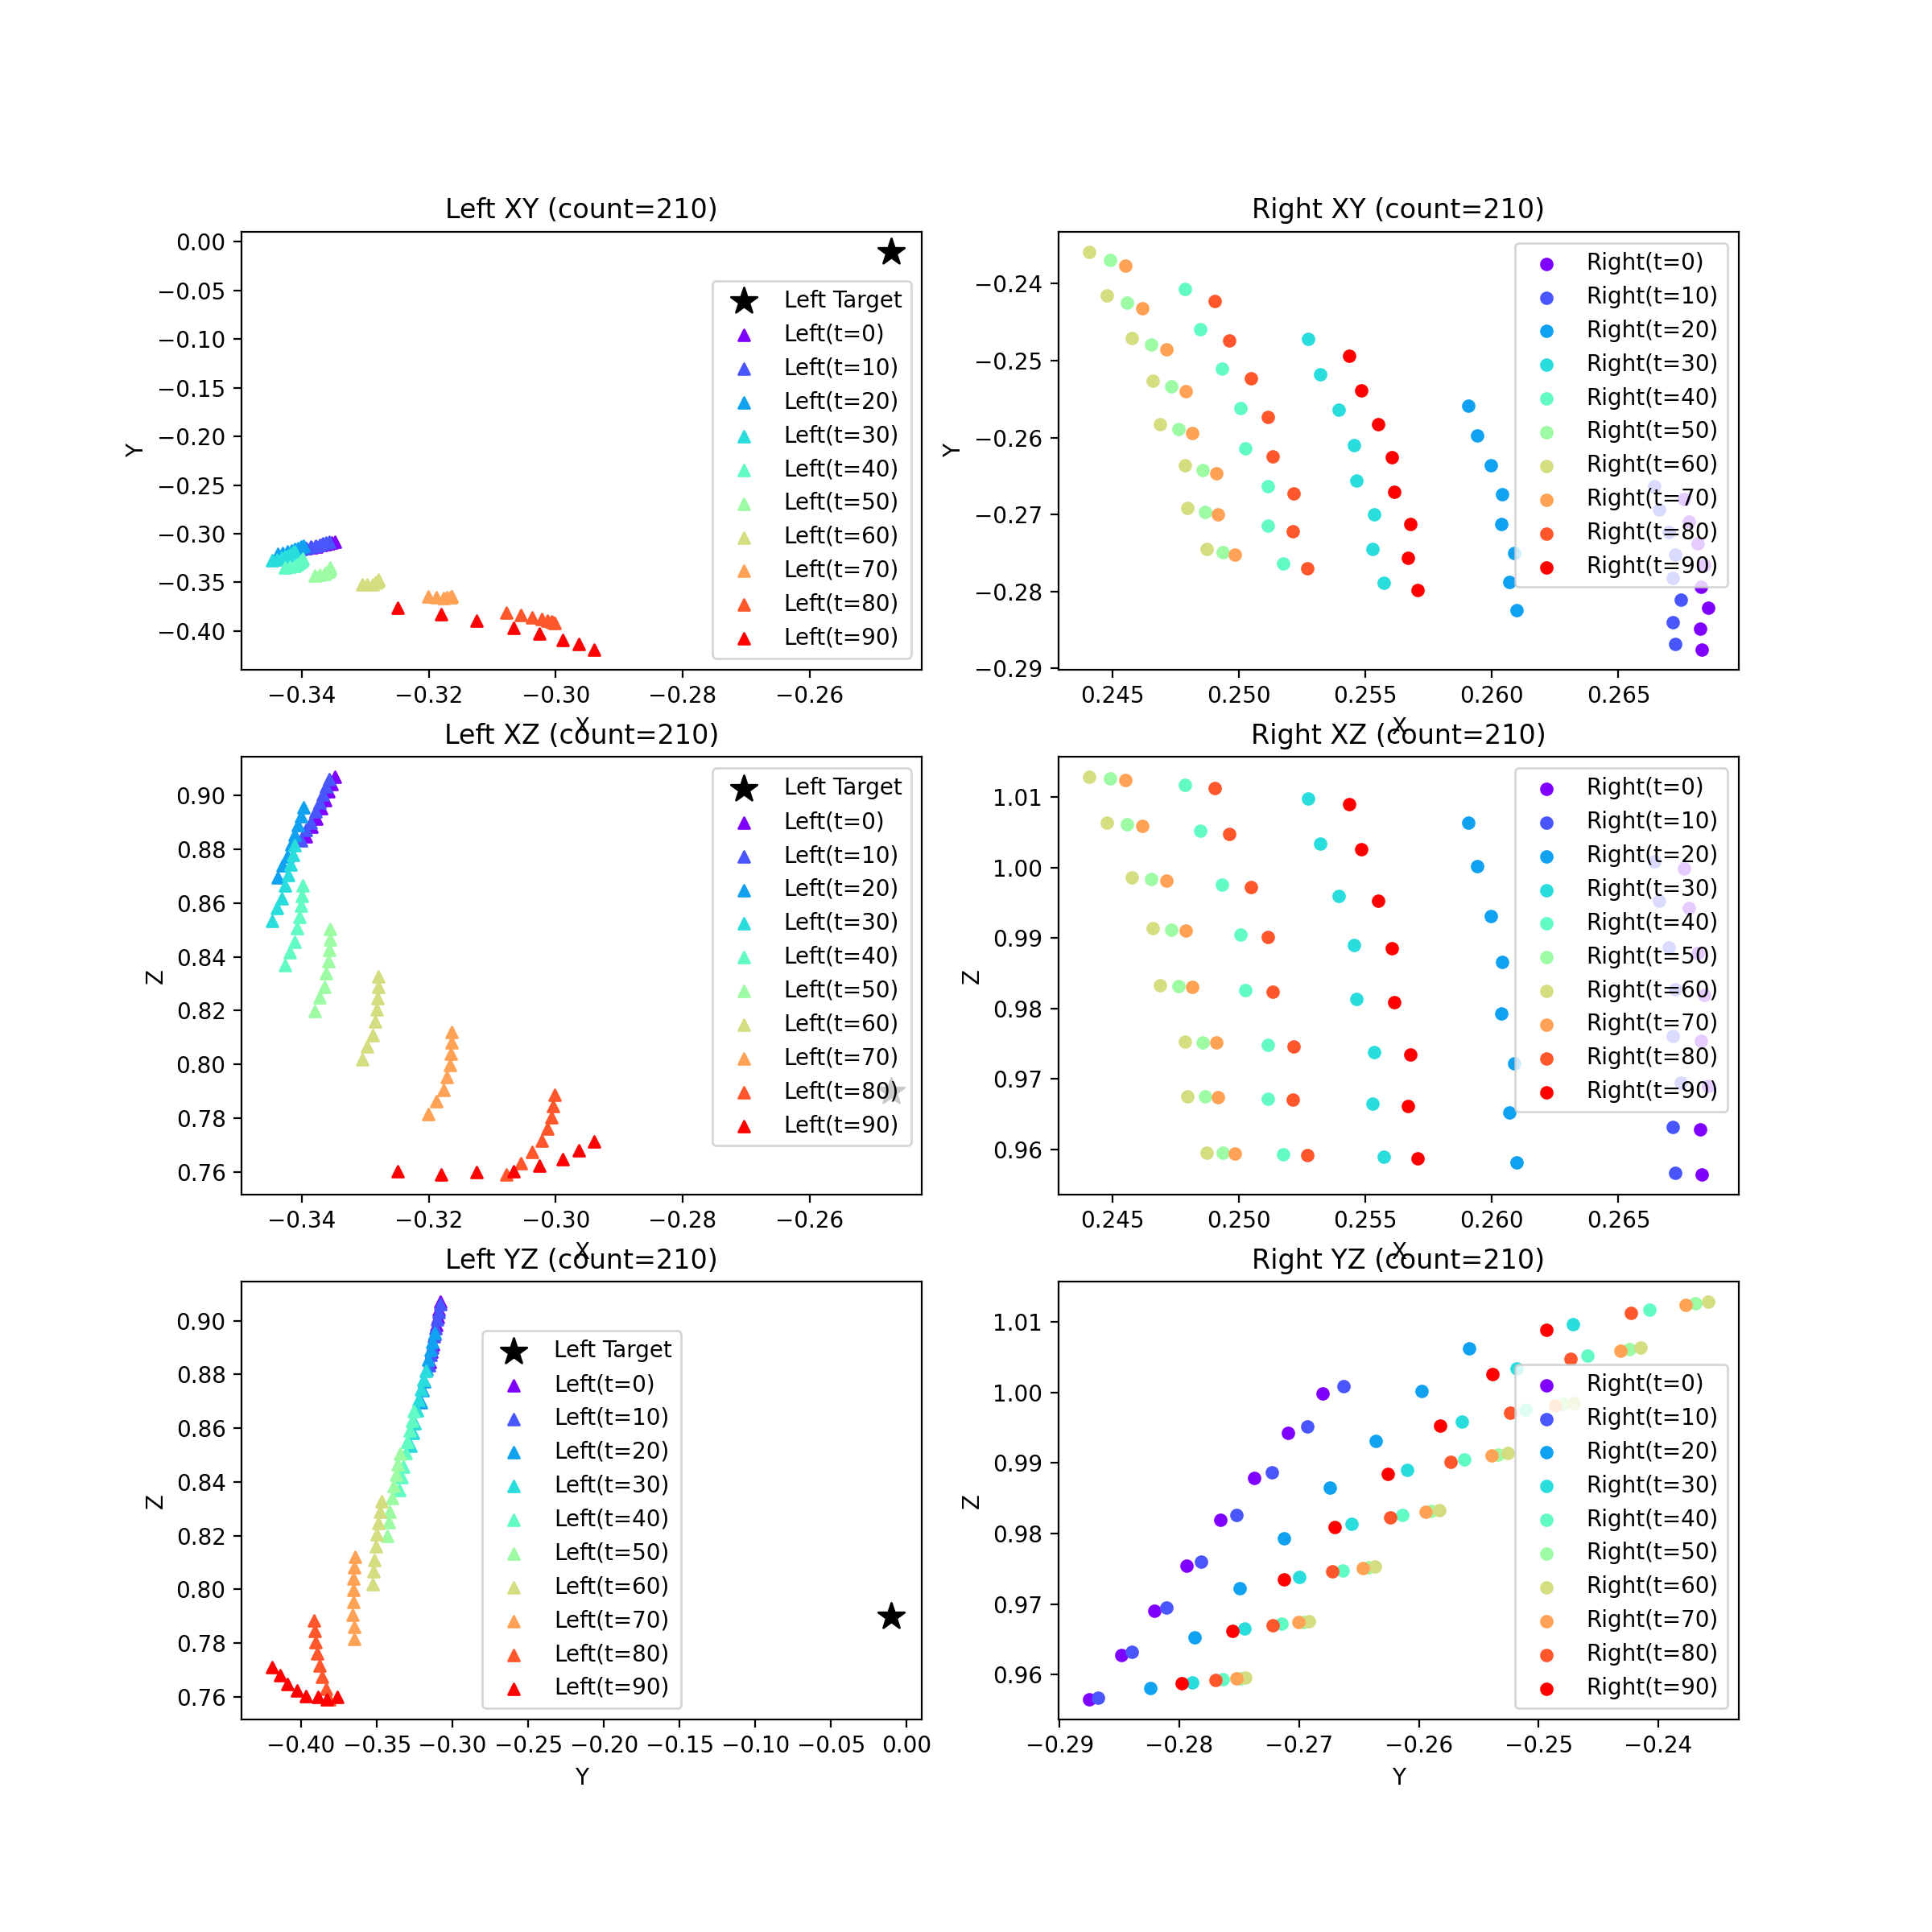 Left XY (count=210)
0.00
−0.05
−0.10
−0.15
−0.20
−0.25
−0.30
−0.35
−0.40
Y
−0.34 −0.32 −0.30 −0.28 −0.26
X
Left Target
Left(t=0)
Left(t=10)
Left(t=20)
Left(t=30)
Left(t=40)
Left(t=50)
Left(t=60)
Left(t=70)
Left(t=80)
Left(t=90)
Right XY (count=210)
−0.24
−0.25
−0.26
−0.27
−0.28
−0.29
Y
0.245 0.250 0.255 0.260 0.265
X
Right(t=0)
Right(t=10)
Right(t=20)
Right(t=30)
Right(t=40)
Right(t=50)
Right(t=60)
Right(t=70)
Right(t=80)
Right(t=90)
Left XZ (count=210)
0.90
0.88
0.86
0.84
0.82
0.80
0.78
0.76
Z
−0.34 −0.32 −0.30 −0.28 −0.26
X
Left Target
Left(t=0)
Left(t=10)
Left(t=20)
Left(t=30)
Left(t=40)
Left(t=50)
Left(t=60)
Left(t=70)
Left(t=80)
Left(t=90)
Right XZ (count=210)
1.01
1.00
0.99
0.98
0.97
0.96
Z
0.245 0.250 0.255 0.260 0.265
X
Right(t=0)
Right(t=10)
Right(t=20)
Right(t=30)
Right(t=40)
Right(t=50)
Right(t=60)
Right(t=70)
Right(t=80)
Right(t=90)
Left YZ (count=210)
0.90
0.88
0.86
0.84
0.82
0.80
0.78
0.76
Z
−0.40 −0.35 −0.30 −0.25 −0.20 −0.15 −0.10 −0.05 0.00
Y
Left Target
Left(t=0)
Left(t=10)
Left(t=20)
Left(t=30)
Left(t=40)
Left(t=50)
Left(t=60)
Left(t=70)
Left(t=80)
Left(t=90)
Right YZ (count=210)
1.01
1.00
0.99
0.98
0.97
0.96
Z
−0.29 −0.28 −0.27 −0.26 −0.25 −0.24
Y
Right(t=0)
Right(t=10)
Right(t=20)
Right(t=30)
Right(t=40)
Right(t=50)
Right(t=60)
Right(t=70)
Right(t=80)
Right(t=90)